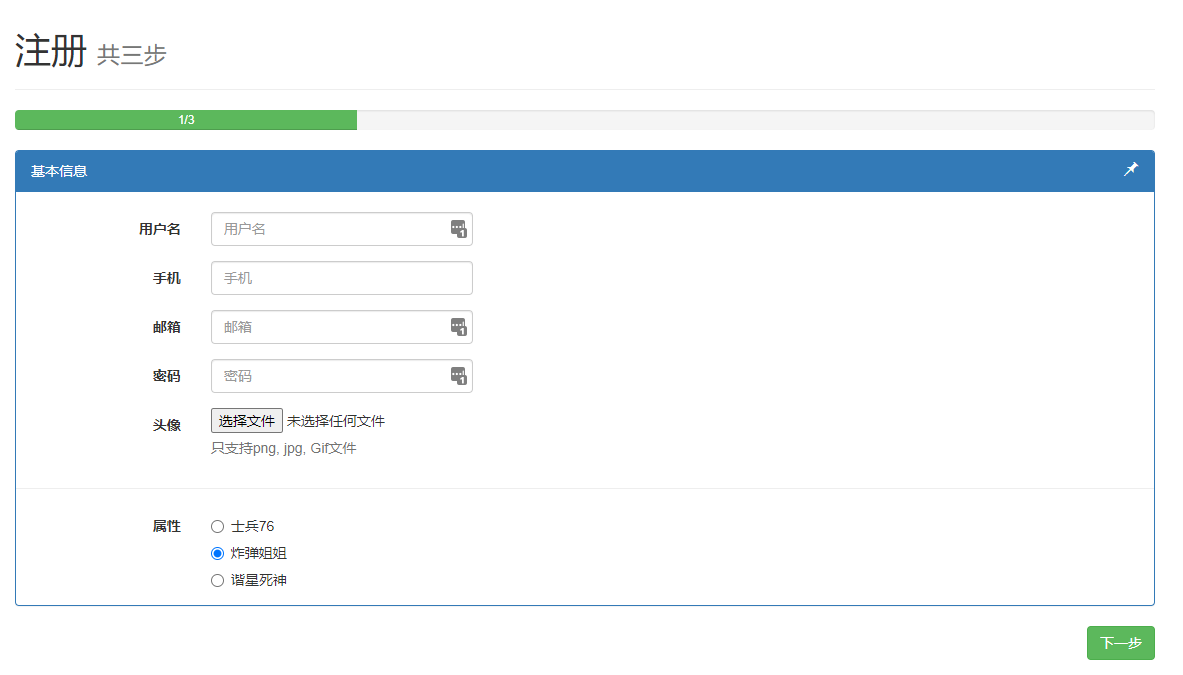 注册 共三步
1/3
基本信息
用户名 用户名
手机 手机
邮箱 邮箱
密码 密码
头像 选择文件 未选择任何文件
只支持png, jpg, Gif文件
属性 士兵76
炸弹姐姐
谐星死神
下一步